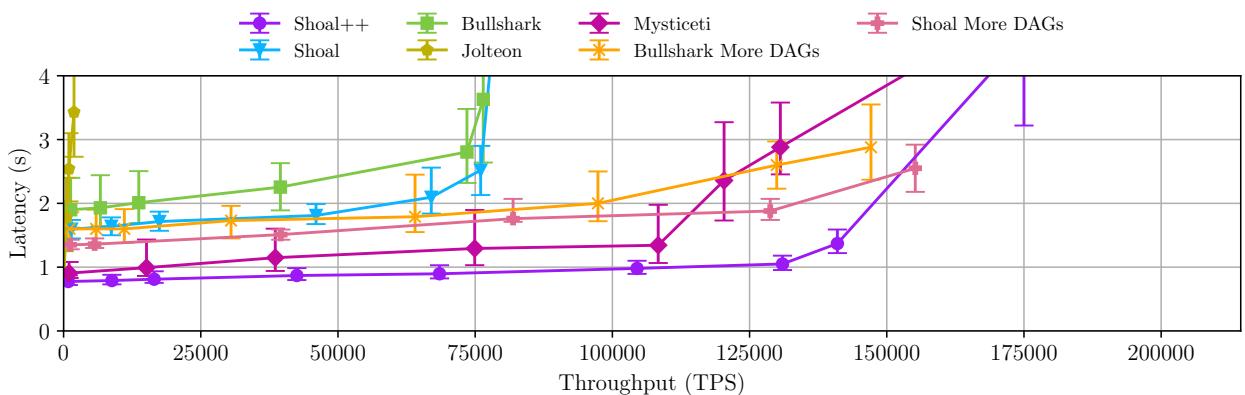 Shoal++ Bullshark Mysticeti Shoal More DAGs
Shoal Jolteon Bullshark More DAGs
4
3
2
1
0
Latency (s)
0 25000 50000 75000 100000 125000 150000 175000 200000
Throughput (TPS)